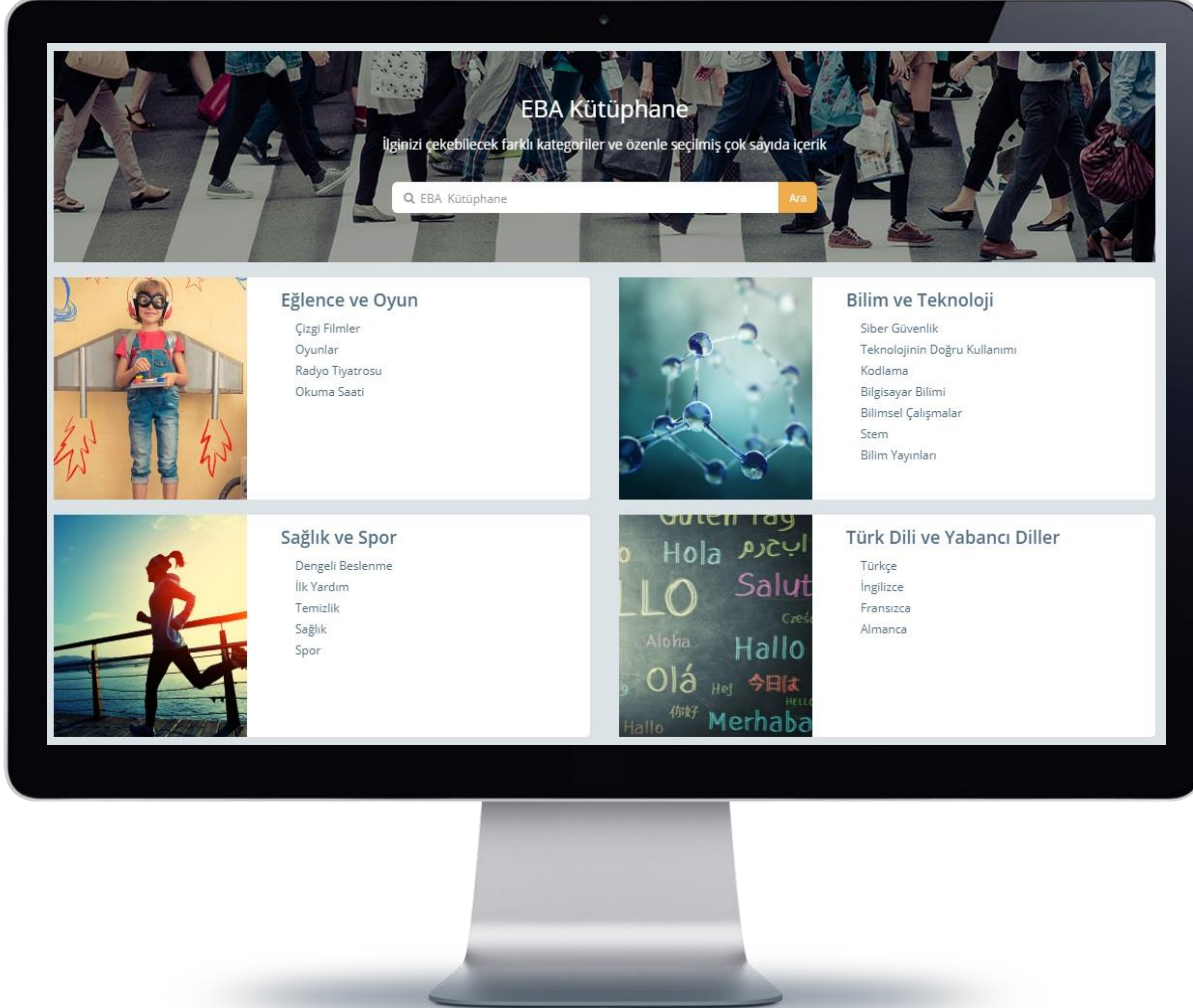 EBA Kütüphane
İlginizi çekebilecek farklı kategoriler ve özenle seçilmiş çok sayıda içerik
EBA Kütüphane
Ara
Eğlence ve Oyun
Çizgi Filmler
Oyunlar
Radyo Tiyatrosu
Okuma Saati
Bilim ve Teknoloji
Siber Güvenlik
Teknolojinin Doğru Kullanımı
Kodlama
Bilgisayar Bilimi
Bilimsel Çalışmalar
Stem
Bilim Yayınları
Sağlık ve Spor
Dengeli Beslenme
İlk Yardım
Temizlik
Sağlık
Spor
Guten Tag
Hola
Salut
Aloha
Hallo
Olá
Hej
今日は
你好
Hallo
Merhaba
Türk Dili ve Yabancı Diller
Türkçe
İngilizce
Fransızca
Almanca